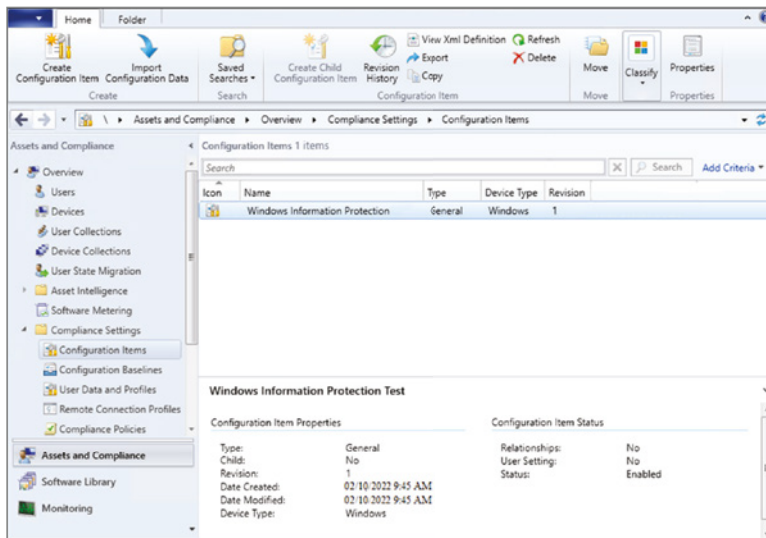 Home Folder
Create Configuration Item
Import Configuration Data
Create
Saved Searches
Search
Create Child Configuration Item
Revision History
View Xml Definition
Export
Copy
Refresh
Delete
Configuration Item
Move
Move
Classify
Properties
Properties
\ Assets and Compliance Overview Compliance Settings Configuration Items
Assets and Compliance
Overview
Users
Devices
User Collections
Device Collections
User State Migration
Asset Intelligence
Software Metering
Compliance Settings
Configuration Items
Configuration Baselines
User Data and Profiles
Remote Connection Profiles
Compliance Policies
Assets and Compliance
Software Library
Monitoring
Configuration Items 1 items
Search
Search Add Criteria
Icon Name Type Device Type Revision
Windows Information Protection General Windows 1
Windows Information Protection Test
Configuration Item Properties
Type: General
Child: No
Revision: 1
Date Created: 02/10/2022 9:45 AM
Date Modified: 02/10/2022 9:45 AM
Device Type: Windows
Configuration Item Status
Relationships: No
User Setting: No
Status: Enabled